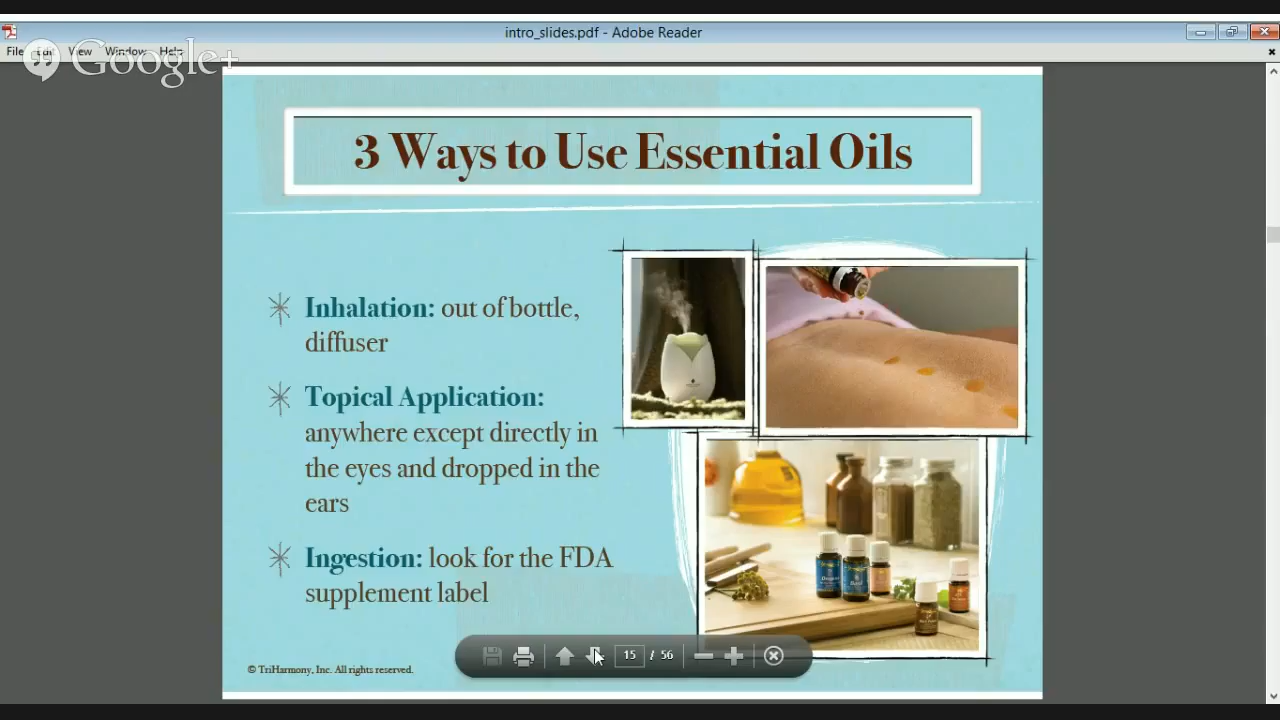 intro_slides.pdf - Adobe Reader
File Edit View Window Help
Google+
3 Ways to Use Essential Oils
Inhalation: out of bottle,
diffuser
Topical Application:
anywhere except directly in
the eyes and dropped in the
ears
Ingestion: look for the FDA
supplement label
15 / 56
© TriHarmony, Inc. All rights reserved.